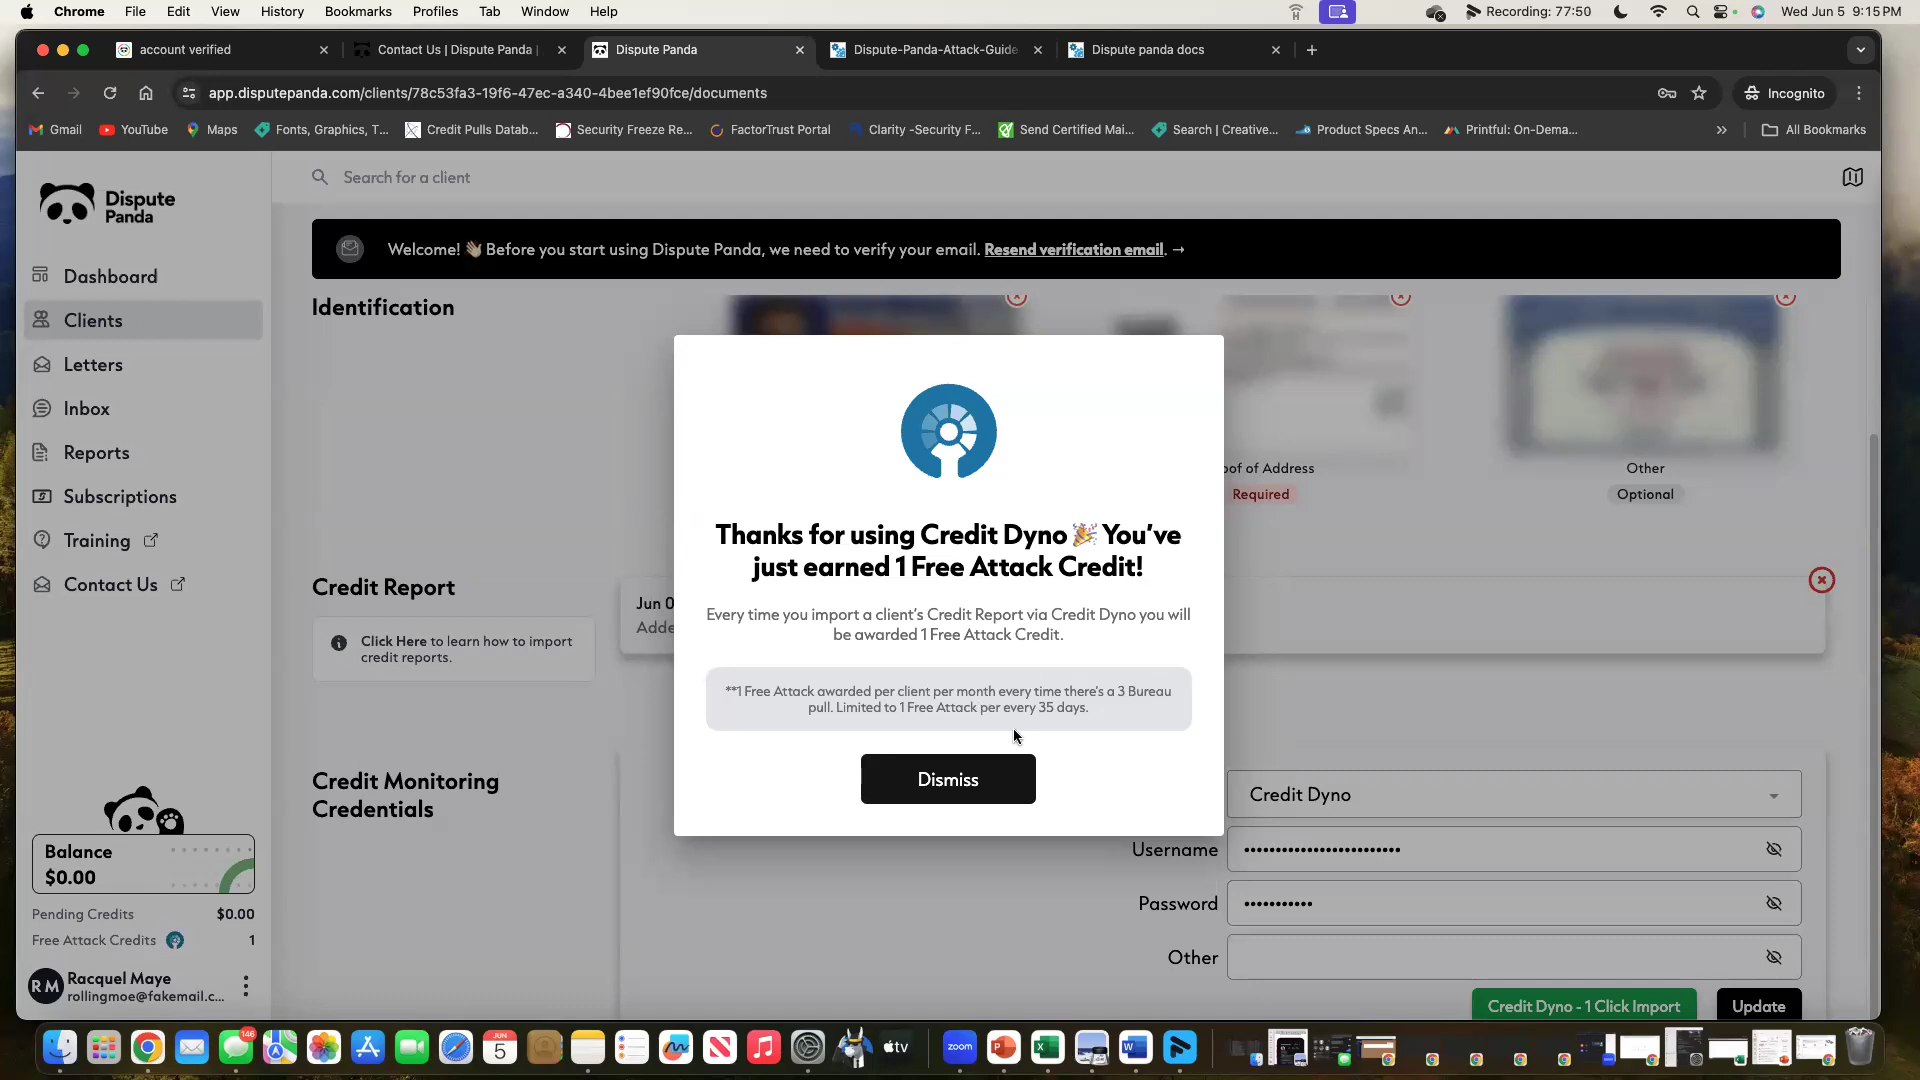 Chrome File Edit View History Bookmarks Profiles Tab Window Help
Recording: 77:50
Wed Jun 5 9:15 PM
account verified
Contact Us | Dispute Panda |
Dispute Panda
Dispute-Panda-Attack-Guide
Dispute panda docs
app.disputepanda.com/clients/78c53fa3-19f6-47ec-a340-4bee1ef90fce/documents
Incognito
Gmail
YouTube
Maps
Fonts, Graphics, T...
Credit Pulls Datab...
Security Freeze Re...
FactorTrust Portal
Clarity -Security F...
Send Certified Mai...
Search | Creative...
Product Specs An...
Printful: On-Dema...
All Bookmarks
Dispute
Panda
Search for a client
Welcome! 👋🏽 Before you start using Dispute Panda, we need to verify your email. Resend verification email. →
Dashboard
Clients
Letters
Inbox
Reports
Subscriptions
Training
Contact Us
Balance
$0.00
Pending Credits $0.00
Free Attack Credits 1
RM
Racquel Maye
rollingmoe@fakemail.c...
Identification
oof of Address
Required
Other
Optional
Credit Report
Click Here to learn how to import
credit reports.
Jun 0
Adde
Thanks for using Credit Dyno 🎉 You've
just earned 1 Free Attack Credit!
Every time you import a client's Credit Report via Credit Dyno you will
be awarded 1 Free Attack Credit.
**1 Free Attack awarded per client per month every time there's a 3 Bureau
pull. Limited to 1 Free Attack per every 35 days.
Dismiss
Credit Monitoring
Credentials
Credit Dyno
Username
Password
Other
Credit Dyno - 1 Click Import
Update
146
JUN
5
tv
zoom